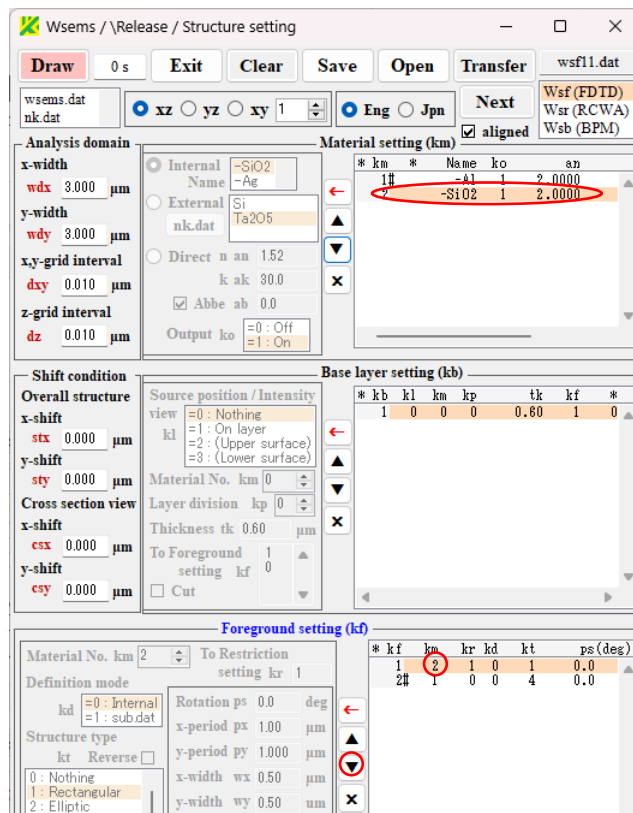 Wsems / \Release / Structure setting
Draw 0 s Exit Clear Save Open Transfer wsf11.dat
wsems.dat
nk.dat
xz yz xy 1 Eng Jpn Next
aligned
Wsf (FDTD)
Wsr (RCWA)
Wsb (BPM)
Analysis domain
x-width
wdx 3.000 μm
y-width
wdy 3.000 μm
x,y-grid interval
dxy 0.010 μm
z-grid interval
dz 0.010 μm
Material setting (km)
Internal Name
-SiO2
-Ag
External
nk.dat
Si
Ta2O5
Direct n an 1.52
k ak 30.0
Abbe ab 0.0
Output ko
=0 : Off
=1 : On
←
▲
▼
×
* km * Name ko an
1# -Al 1 2.0000
2 -SiO2 1 2.0000
Shift condition
Overall structure
x-shift
stx 0.000 μm
y-shift
sty 0.000 μm
Cross section view
x-shift
csx 0.000 μm
y-shift
csy 0.000 μm
Base layer setting (kb)
Source position / Intensity
view
kl
=0 : Nothing
=1 : On layer
=2 : (Upper surface)
=3 : (Lower surface)
Material No. km 0
Layer division kp 0
Thickness tk 0.60 μm
To Foreground
setting kf
1
0
Cut
←
▲
▼
×
* kb kl km kp tk kf *
1 0 0 0 0.60 1 0
Foreground setting (kf)
Material No. km 2
To Restriction
setting kr 1
Definition mode
kd
=0 : Internal
=1 : sub.dat
Structure type
kt Reverse
0 : Nothing
1 : Rectangular
2 : Elliptic
Rotation ps 0.0 deg
x-period px 1.00 μm
y-period py 1.000 μm
x-width wx 0.50 μm
y-width wy 0.50 um
←
▲
▼
×
* kf km kr kd kt ps(deg)
1 2 1 0 1 0.0
2# 1 0 0 4 0.0